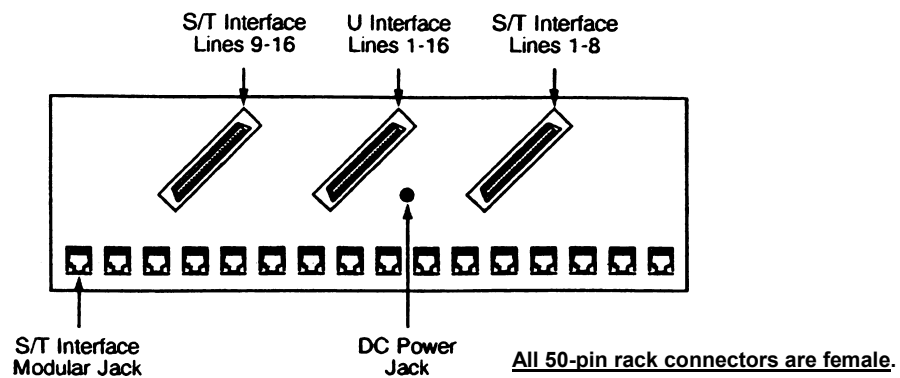 S/T Interface
Lines 9-16
U Interface
Lines 1-16
S/T Interface
Lines 1-8
S/T Interface
Modular Jack
DC Power
Jack
All 50-pin rack connectors are female.